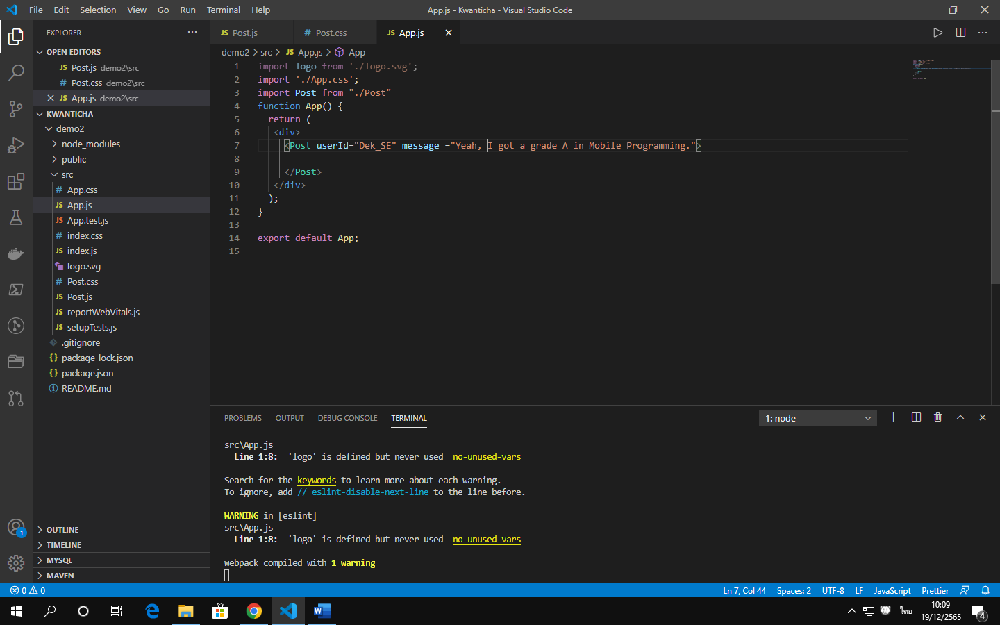 File Edit Selection View Go Run Terminal Help App.js - Kwanticha - Visual Studio Code
EXPLORER
OPEN EDITORS
JS Post.js demo2\src
# Post.css demo2\src
JS App.js demo2\src
KWANTICHA
demo2
node_modules
public
src
# App.css
JS App.js
JS App.test.js
# index.css
JS index.js
logo.svg
# Post.css
JS Post.js
JS reportWebVitals.js
JS setupTests.js
.gitignore
{} package-lock.json
{} package.json
README.md
OUTLINE
TIMELINE
MYSQL
MAVEN
1
JS Post.js # Post.css JS App.js
demo2 > src > JS App.js > App
1 import logo from './logo.svg';
2 import './App.css';
3 import Post from "./Post"
4 function App() {
5 return (
6 <div>
7 <Post userId="Dek_SE" message ="Yeah, I got a grade A in Mobile Programming.">
8
9 </Post>
10 </div>
11 );
12 }
13
14 export default App;
15
PROBLEMS OUTPUT DEBUG CONSOLE TERMINAL 1: node
src\App.js
Line 1:8: 'logo' is defined but never used no-unused-vars
Search for the keywords to learn more about each warning.
To ignore, add // eslint-disable-next-line to the line before.
WARNING in [eslint]
src\App.js
Line 1:8: 'logo' is defined but never used no-unused-vars
webpack compiled with 1 warning
0 0 Ln 7, Col 44 Spaces: 2 UTF-8 LF JavaScript Prettier
ไทย 10:09
19/12/2565
4